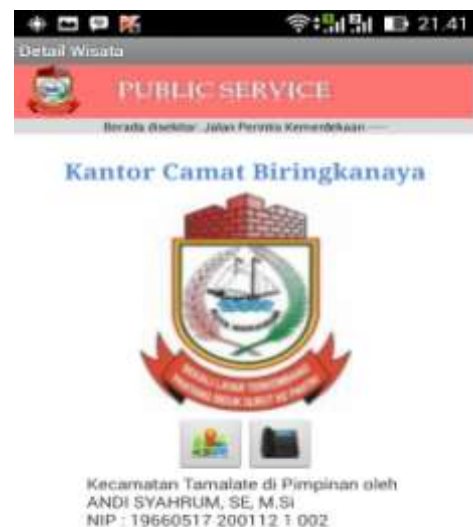 21.41
Detail Wisata
PUBLIC SERVICE
Berada disekitar Jalan Perintis Kemerdekaan ----
Kantor Camat Biringkanaya
Kecamatan Tamalate di Pimpinan oleh
ANDI SYAHRUM, SE, M.Si
NIP : 19660517 200112 1 002